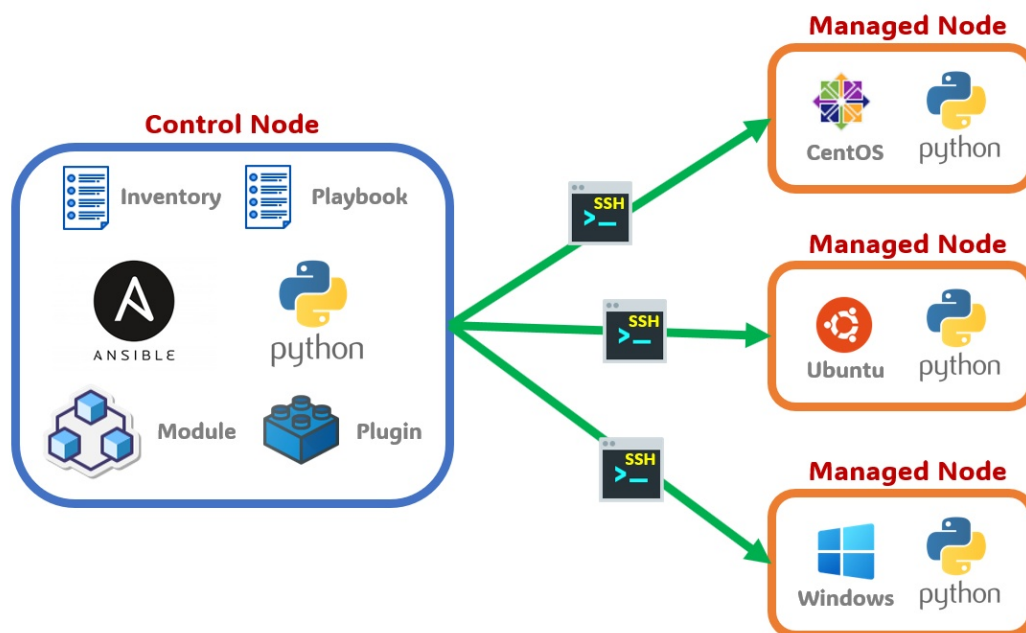 Control Node
Inventory
Playbook
ANSIBLE
python
Module
Plugin
SSH
>_
SSH
>_
SSH
>_
Managed Node
CentOS
python
Managed Node
Ubuntu
python
Managed Node
Windows
python